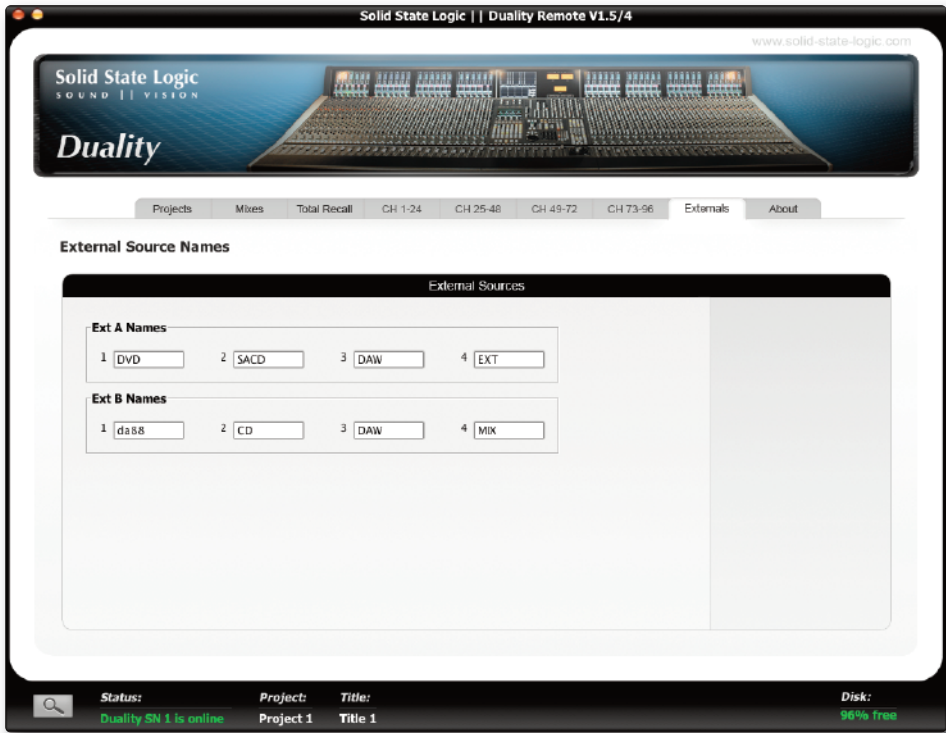 Solid State Logic || Duality Remote V1.5/4
www.solid-state-logic.com
Solid State Logic
SOUND || VISION
Duality
Projects Mixes Total Recall CH 1-24 CH 25-48 CH 49-72 CH 73-96 Externals About
External Source Names
External Sources
Ext A Names
1 DVD 2 SACD 3 DAW 4 EXT
Ext B Names
1 da88 2 CD 3 DAW 4 MIX
Status: Project: Title: Disk:
Duality SN 1 is online Project 1 Title 1 96% free